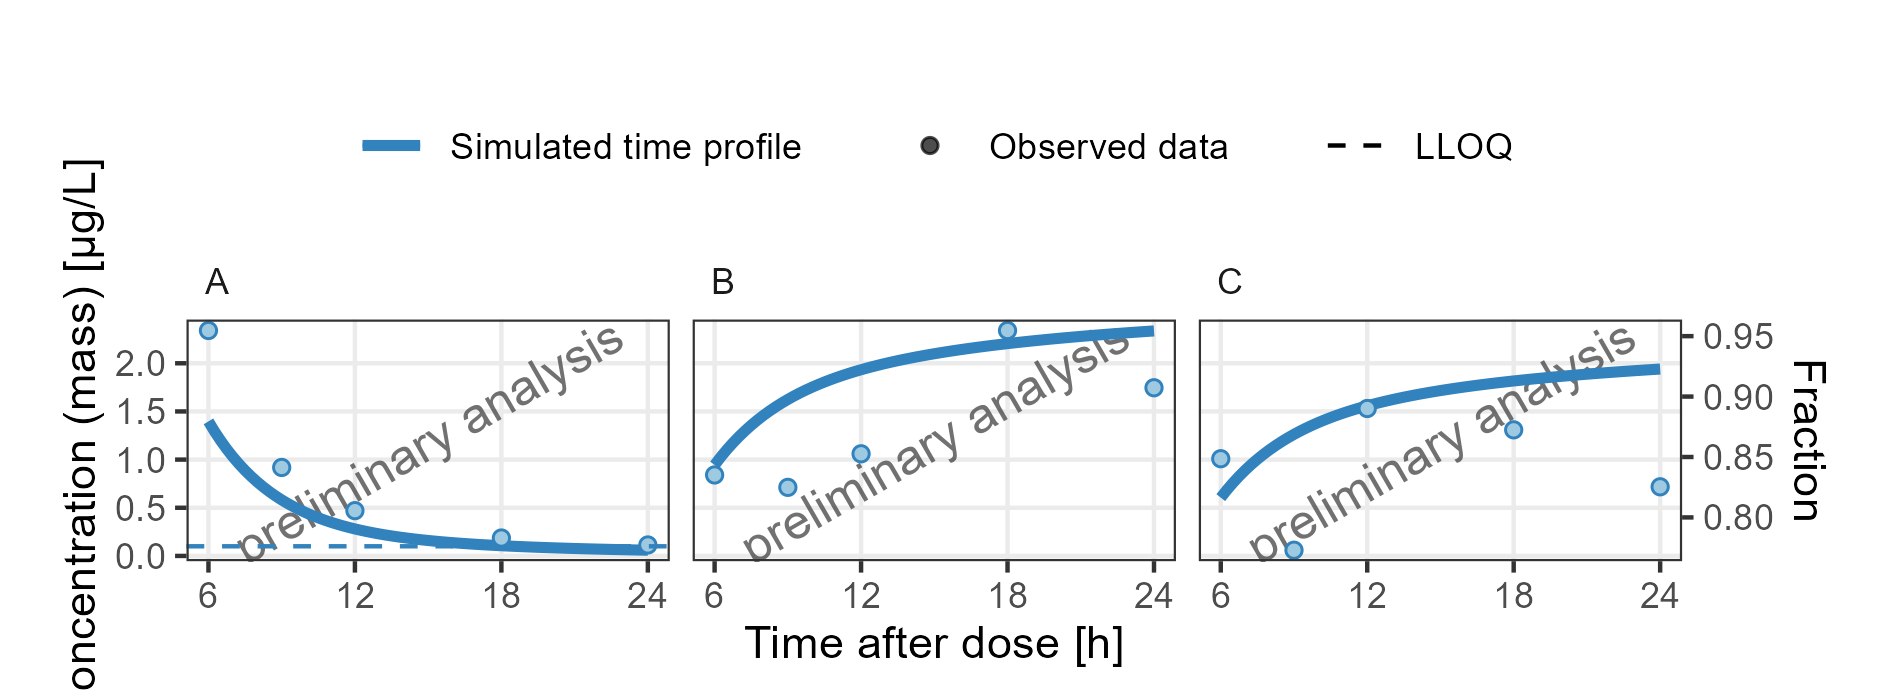 Simulated time profile Observed data LLOQ
oncentration (mass) [µg/L]
A B C
preliminary analysis preliminary analysis preliminary analysis
2.0
1.5
1.0
0.5
0.0
0.95
0.90
0.85
0.80
Fraction
6 12 18 24 6 12 18 24 6 12 18 24
Time after dose [h]